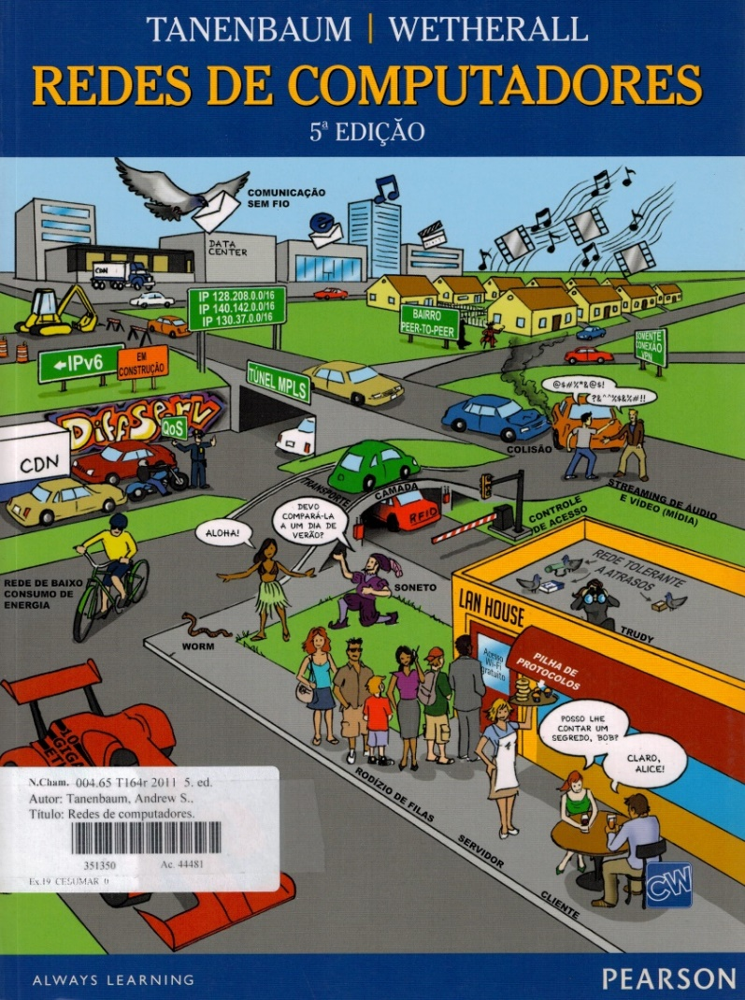 TANENBAUM | WETHERALL
REDES DE COMPUTADORES
5ª EDIÇÃO
COMUNICAÇÃO
SEM FIO
DATA
CENTER
CDN
IP 128.208.0.0/16
IP 140.142.0.0/16
IP 130.37.0.0/16
BAIRRO
PEER-TO-PEER
SOMENTE
CONEXÃO
VPN
←IPv6
EM
CONSTRUÇÃO
TÚNEL MPLS
@$#%*&@$!
?&^^%$&%#!!
DiffServ
QoS
CDN
COLISÃO
TRANSPORTE
CAMADA
RFID
STREAMING DE ÁUDIO
E VÍDEO (MÍDIA)
CONTROLE
DE ACESSO
ALOHA!
DEVO
COMPARÁ-LA
A UM DIA DE
VERÃO?
REDE TOLERANTE
A ATRASOS
REDE DE BAIXO
CONSUMO DE
ENERGIA
SONETO
LAN HOUSE
TRUDY
WORM
Acesso
Wi-Fi
gratuito
PILHA DE
PROTOCOLOS
POSSO LHE
CONTAR UM
SEGREDO, BOB?
CLARO,
ALICE!
10
GIGA
ET
N.Cham. 004.65 T164r 2011 5. ed.
Autor: Tanenbaum, Andrew S.,
Título: Redes de computadores.
351350 Ac. 44481
Ex.19 CESUMAR 0
RODÍZIO DE FILAS
SERVIDOR
CLIENTE
CW
ALWAYS LEARNING
PEARSON